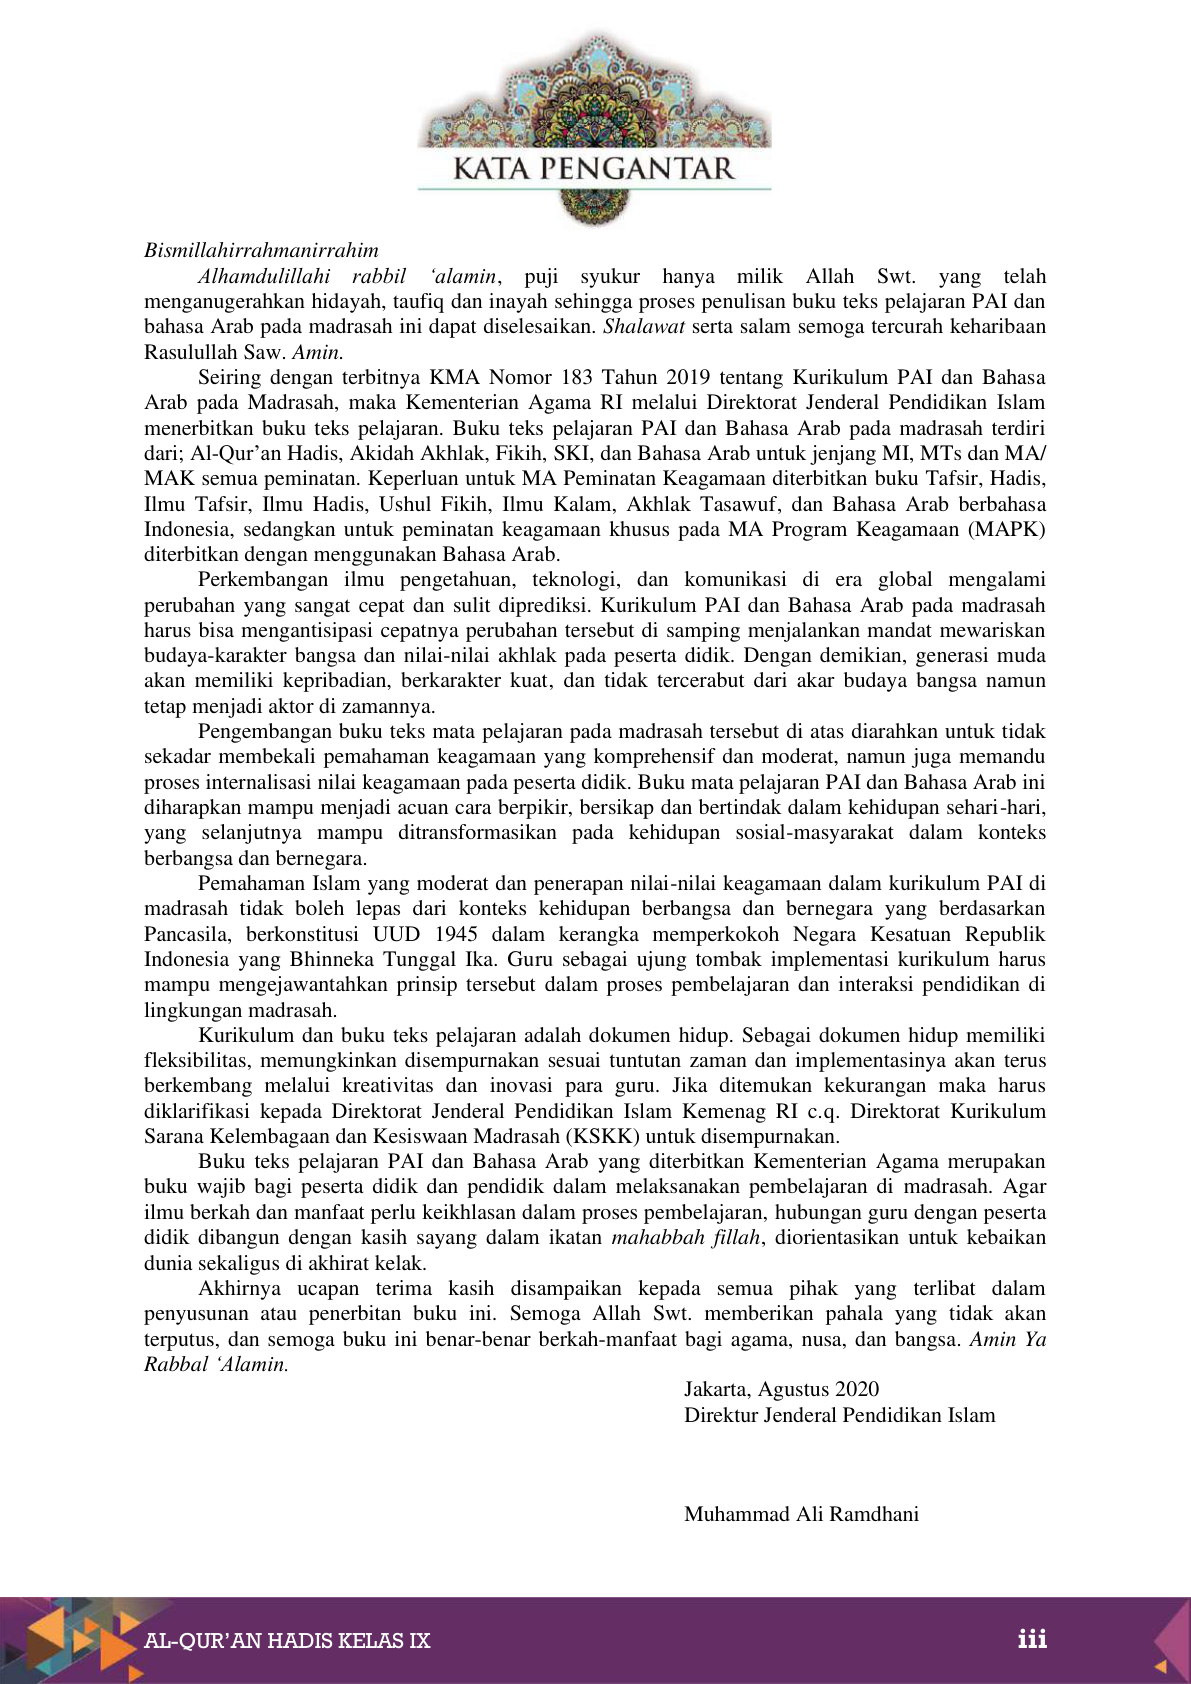 KATA PENGANTAR
Bismillahirrahmanirrahim
Alhamdulillahi rabbil ‘alamin, puji syukur hanya milik Allah Swt. yang telah
menganugerahkan hidayah, taufiq dan inayah sehingga proses penulisan buku teks pelajaran PAI dan
bahasa Arab pada madrasah ini dapat diselesaikan. Shalawat serta salam semoga tercurah keharibaan
Rasulullah Saw. Amin.
Seiring dengan terbitnya KMA Nomor 183 Tahun 2019 tentang Kurikulum PAI dan Bahasa
Arab pada Madrasah, maka Kementerian Agama RI melalui Direktorat Jenderal Pendidikan Islam
menerbitkan buku teks pelajaran. Buku teks pelajaran PAI dan Bahasa Arab pada madrasah terdiri
dari; Al-Qur’an Hadis, Akidah Akhlak, Fikih, SKI, dan Bahasa Arab untuk jenjang MI, MTs dan MA/
MAK semua peminatan. Keperluan untuk MA Peminatan Keagamaan diterbitkan buku Tafsir, Hadis,
Ilmu Tafsir, Ilmu Hadis, Ushul Fikih, Ilmu Kalam, Akhlak Tasawuf, dan Bahasa Arab berbahasa
Indonesia, sedangkan untuk peminatan keagamaan khusus pada MA Program Keagamaan (MAPK)
diterbitkan dengan menggunakan Bahasa Arab.
Perkembangan ilmu pengetahuan, teknologi, dan komunikasi di era global mengalami
perubahan yang sangat cepat dan sulit diprediksi. Kurikulum PAI dan Bahasa Arab pada madrasah
harus bisa mengantisipasi cepatnya perubahan tersebut di samping menjalankan mandat mewariskan
budaya-karakter bangsa dan nilai-nilai akhlak pada peserta didik. Dengan demikian, generasi muda
akan memiliki kepribadian, berkarakter kuat, dan tidak tercerabut dari akar budaya bangsa namun
tetap menjadi aktor di zamannya.
Pengembangan buku teks mata pelajaran pada madrasah tersebut di atas diarahkan untuk tidak
sekadar membekali pemahaman keagamaan yang komprehensif dan moderat, namun juga memandu
proses internalisasi nilai keagamaan pada peserta didik. Buku mata pelajaran PAI dan Bahasa Arab ini
diharapkan mampu menjadi acuan cara berpikir, bersikap dan bertindak dalam kehidupan sehari-hari,
yang selanjutnya mampu ditransformasikan pada kehidupan sosial-masyarakat dalam konteks
berbangsa dan bernegara.
Pemahaman Islam yang moderat dan penerapan nilai-nilai keagamaan dalam kurikulum PAI di
madrasah tidak boleh lepas dari konteks kehidupan berbangsa dan bernegara yang berdasarkan
Pancasila, berkonstitusi UUD 1945 dalam kerangka memperkokoh Negara Kesatuan Republik
Indonesia yang Bhinneka Tunggal Ika. Guru sebagai ujung tombak implementasi kurikulum harus
mampu mengejawantahkan prinsip tersebut dalam proses pembelajaran dan interaksi pendidikan di
lingkungan madrasah.
Kurikulum dan buku teks pelajaran adalah dokumen hidup. Sebagai dokumen hidup memiliki
fleksibilitas, memungkinkan disempurnakan sesuai tuntutan zaman dan implementasinya akan terus
berkembang melalui kreativitas dan inovasi para guru. Jika ditemukan kekurangan maka harus
diklarifikasi kepada Direktorat Jenderal Pendidikan Islam Kemenag RI c.q. Direktorat Kurikulum
Sarana Kelembagaan dan Kesiswaan Madrasah (KSKK) untuk disempurnakan.
Buku teks pelajaran PAI dan Bahasa Arab yang diterbitkan Kementerian Agama merupakan
buku wajib bagi peserta didik dan pendidik dalam melaksanakan pembelajaran di madrasah. Agar
ilmu berkah dan manfaat perlu keikhlasan dalam proses pembelajaran, hubungan guru dengan peserta
didik dibangun dengan kasih sayang dalam ikatan mahabbah fillah, diorientasikan untuk kebaikan
dunia sekaligus di akhirat kelak.
Akhirnya ucapan terima kasih disampaikan kepada semua pihak yang terlibat dalam
penyusunan atau penerbitan buku ini. Semoga Allah Swt. memberikan pahala yang tidak akan
terputus, dan semoga buku ini benar-benar berkah-manfaat bagi agama, nusa, dan bangsa. Amin Ya
Rabbal ‘Alamin.
Jakarta, Agustus 2020
Direktur Jenderal Pendidikan Islam
Muhammad Ali Ramdhani
AL-QUR’AN HADIS KELAS IX
iii